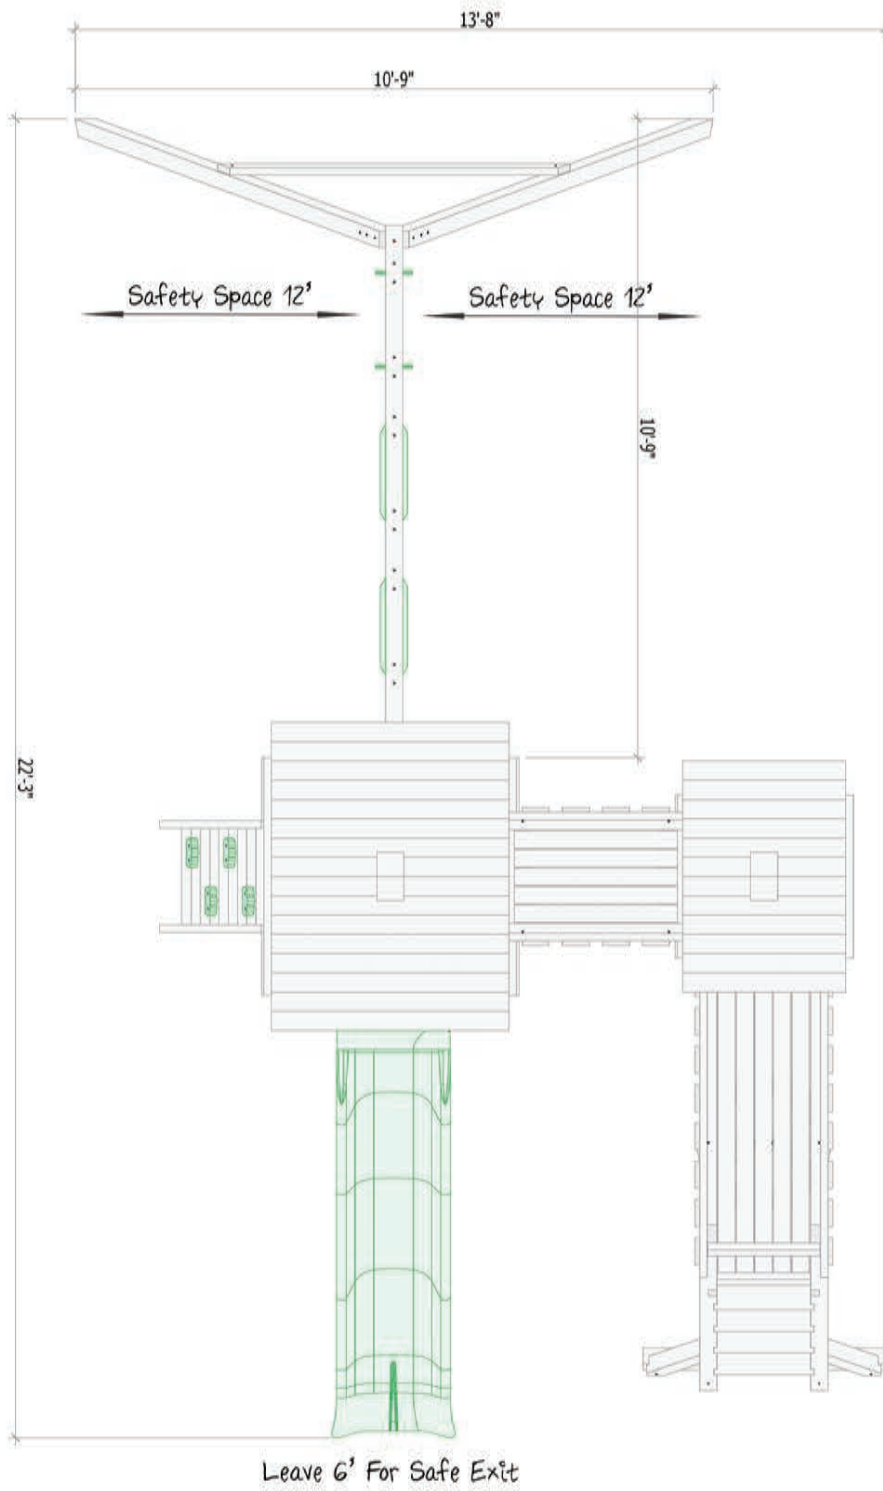 13'-8"
10'-9"
Safety Space 12'
Safety Space 12'
10'-9"
22'-3"
Leave 6' For Safe Exit